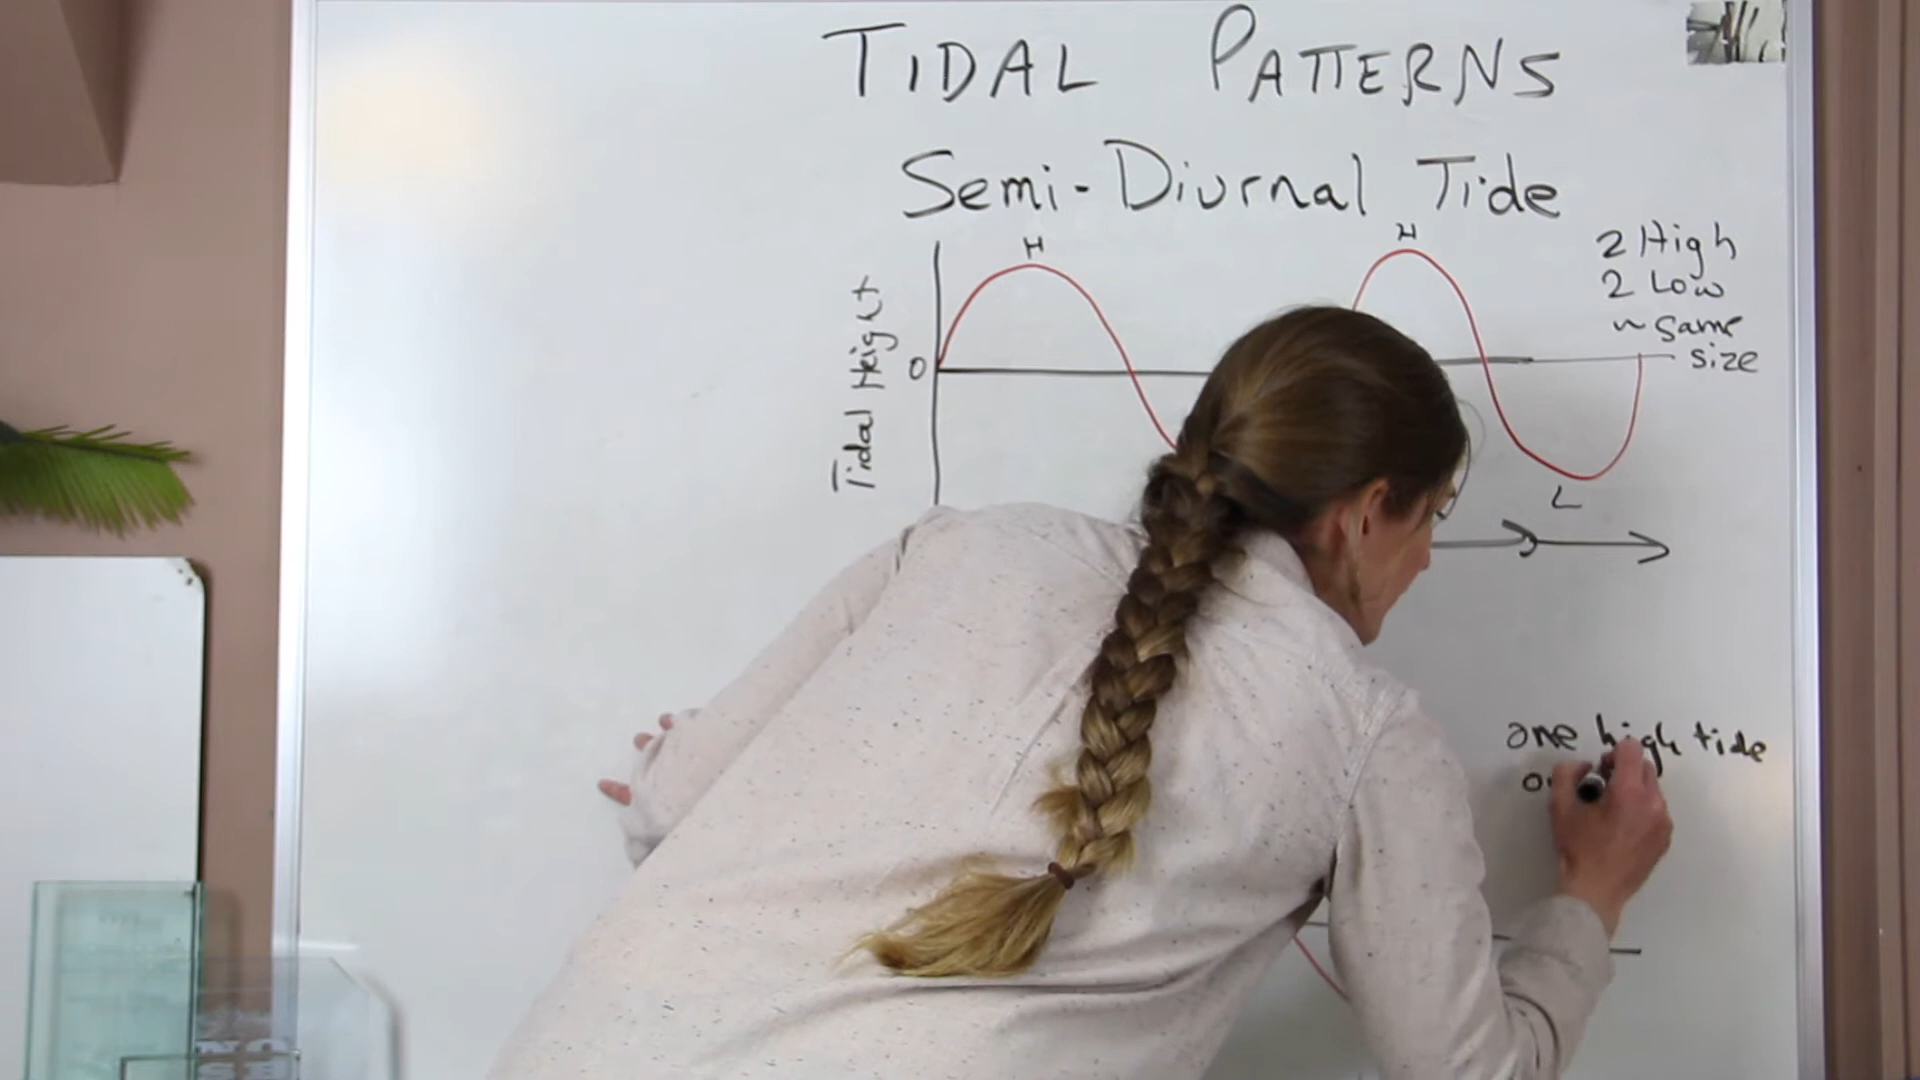 TIDAL PATTERNS
Semi-Diurnal Tide
H
H
2 High
2 Low
~ same
size
Tidal Height
0
L
one high tide